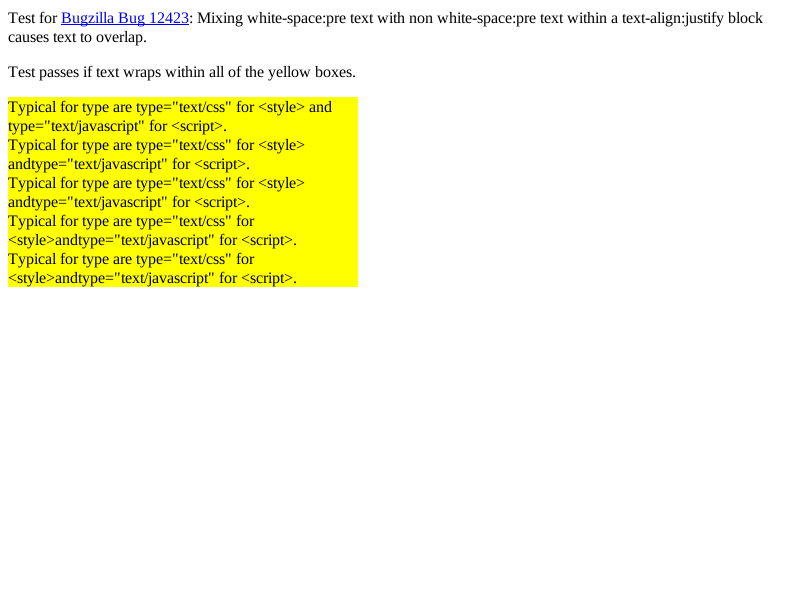 Test for Bugzilla Bug 12423: Mixing white-space:pre text with non white-space:pre text within a text-align:justify block
causes text to overlap.
Test passes if text wraps within all of the yellow boxes.
Typical for type are type="text/css" for <style> and
type="text/javascript" for <script>.
Typical for type are type="text/css" for <style>
andtype="text/javascript" for <script>.
Typical for type are type="text/css" for <style>
andtype="text/javascript" for <script>.
Typical for type are type="text/css" for
<style>andtype="text/javascript" for <script>.
Typical for type are type="text/css" for
<style>andtype="text/javascript" for <script>.